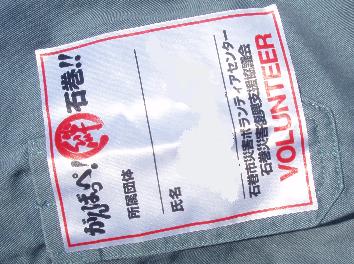 がんばっぺ!絆石巻!!
所属団体
氏名
石巻市災害ボランティアセンター
石巻災害復興支援協議会
VOLUNTEER